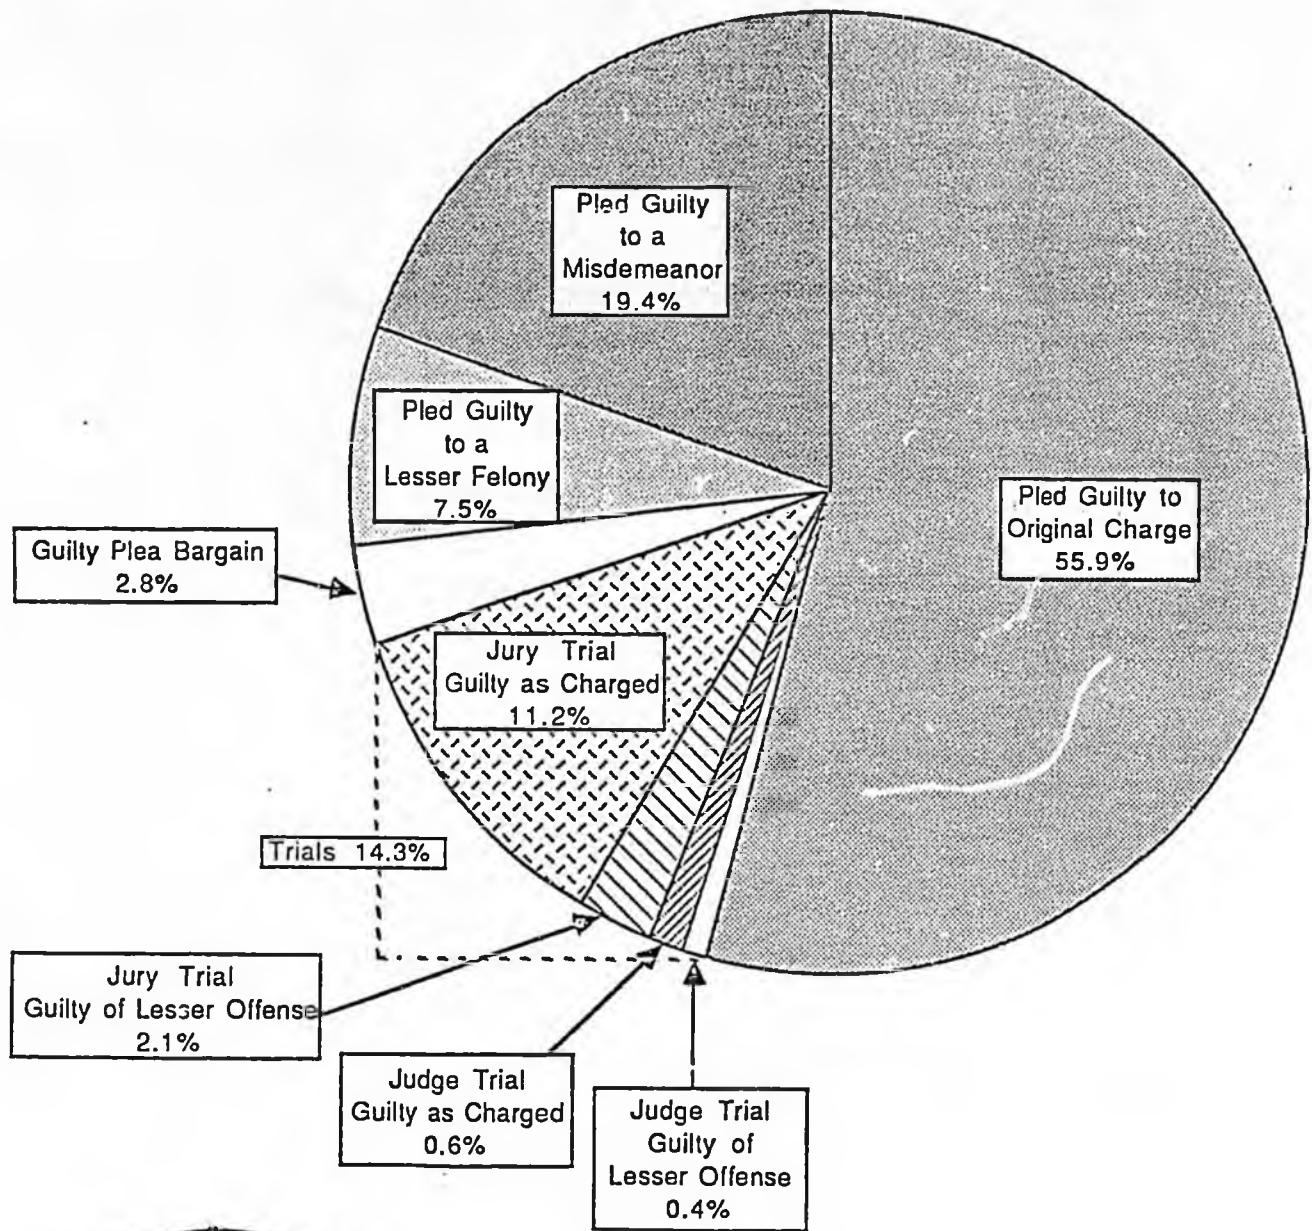 Pled Guilty
to a
Misdemeanor
19.4%
Pled Guilty
to a
Lesser Felony
7.5%
Pled Guilty to
Original Charge
55.9%
Guilty Plea Bargain
2.8%
Jury Trial
Guilty as Charged
11.2%
Trials 14.3%
Jury Trial
Guilty of Lesser Offense
2.1%
Judge Trial
Guilty as Charged
0.6%
Judge Trial
Guilty of
Lesser Offense
0.4%